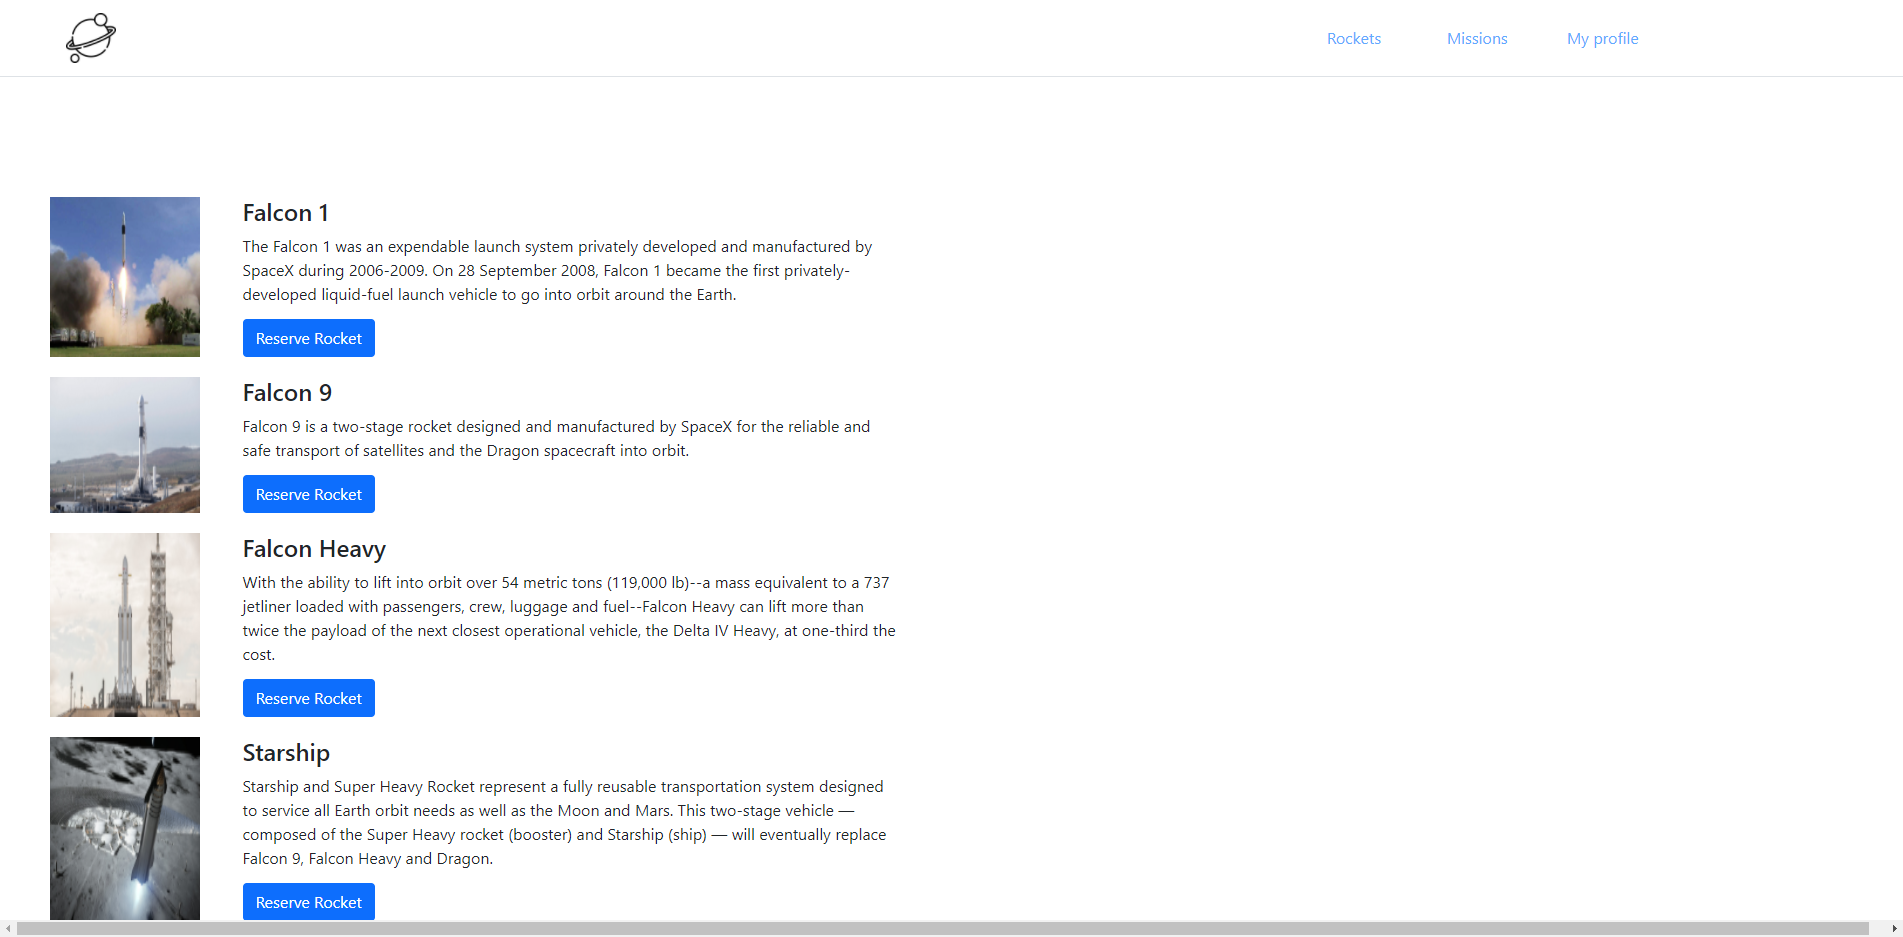 Rockets
Missions
My profile
Falcon 1
The Falcon 1 was an expendable launch system privately developed and manufactured by
SpaceX during 2006-2009. On 28 September 2008, Falcon 1 became the first privately-
developed liquid-fuel launch vehicle to go into orbit around the Earth.
Reserve Rocket
Falcon 9
Falcon 9 is a two-stage rocket designed and manufactured by SpaceX for the reliable and
safe transport of satellites and the Dragon spacecraft into orbit.
Reserve Rocket
Falcon Heavy
With the ability to lift into orbit over 54 metric tons (119,000 lb)--a mass equivalent to a 737
jetliner loaded with passengers, crew, luggage and fuel--Falcon Heavy can lift more than
twice the payload of the next closest operational vehicle, the Delta IV Heavy, at one-third the
cost.
Reserve Rocket
Starship
Starship and Super Heavy Rocket represent a fully reusable transportation system designed
to service all Earth orbit needs as well as the Moon and Mars. This two-stage vehicle —
composed of the Super Heavy rocket (booster) and Starship (ship) — will eventually replace
Falcon 9, Falcon Heavy and Dragon.
Reserve Rocket